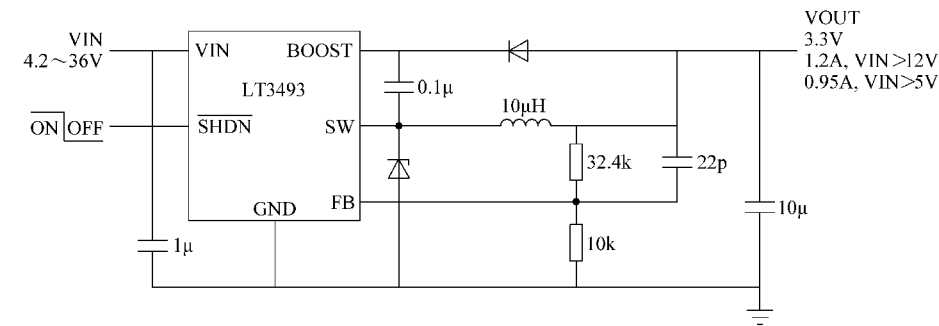 VIN
4.2～36V
ON OFF
VIN
BOOST
LT3493
SHDN
SW
FB
GND
1μ
0.1μ
10μH
32.4k
22p
10k
10μ
VOUT
3.3V
1.2A, VIN＞12V
0.95A, VIN＞5V